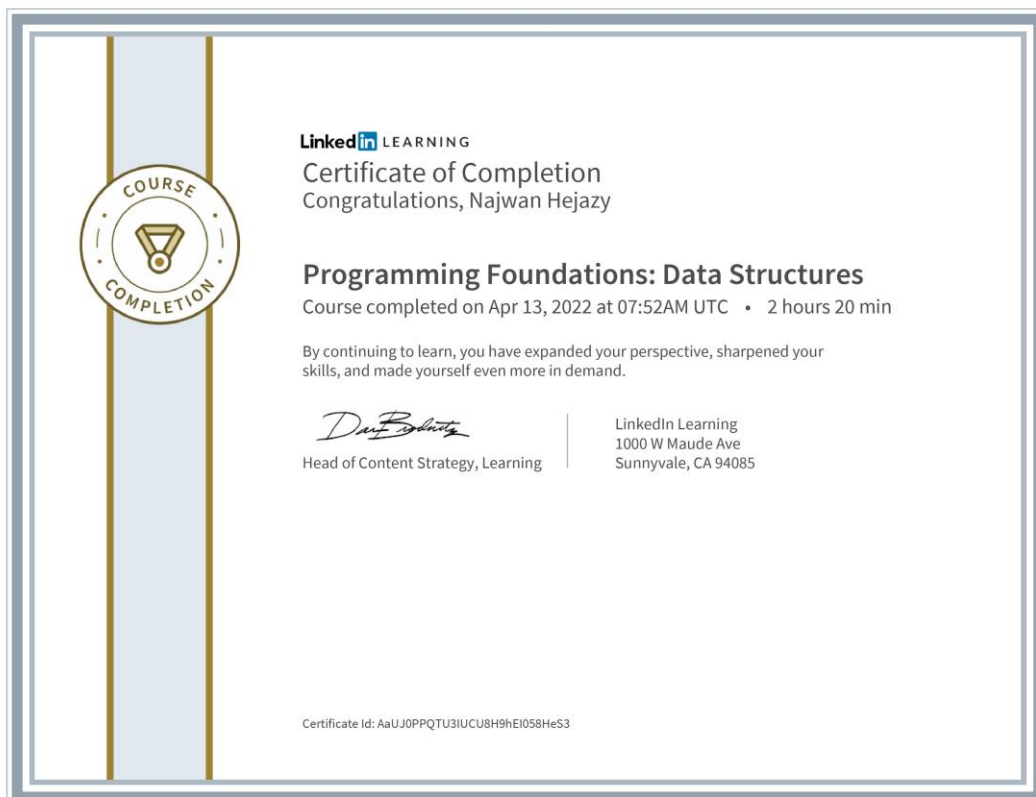 COURSE
COMPLETION
Linked in LEARNING
Certificate of Completion
Congratulations, Najwan Hejazy
Programming Foundations: Data Structures
Course completed on Apr 13, 2022 at 07:52AM UTC • 2 hours 20 min
By continuing to learn, you have expanded your perspective, sharpened your
skills, and made yourself even more in demand.
Head of Content Strategy, Learning
LinkedIn Learning
1000 W Maude Ave
Sunnyvale, CA 94085
Certificate Id: AaUJ0PPQTU3IUCU8H9hEI058HeS3